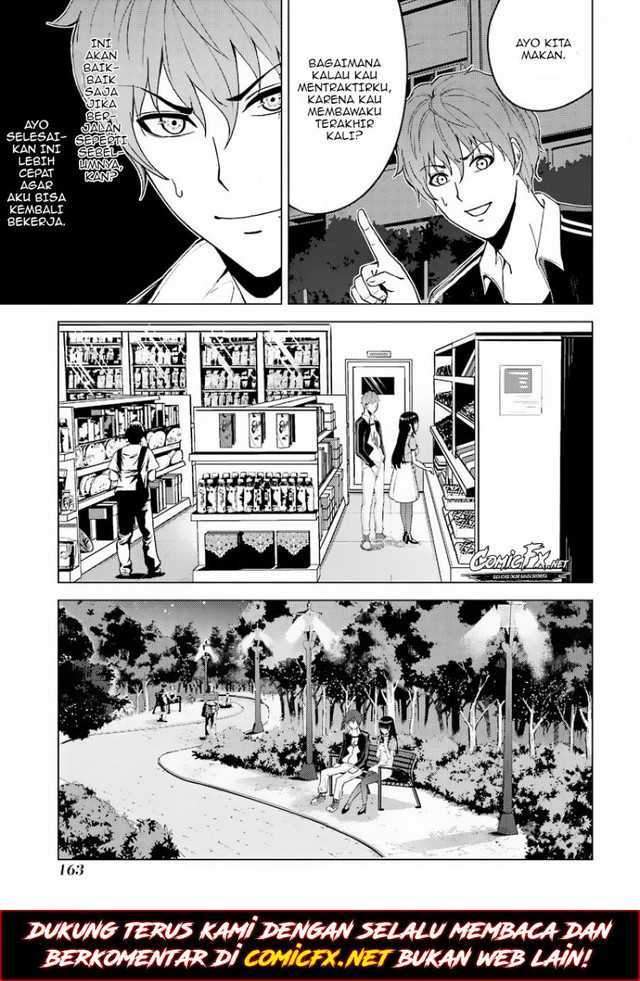 AYO KITA
MAKAN.
BAGAIMANA
KALAU KAU
MENTRAKTIRKU,
KARENA KAU
MEMBAWAKU
TERAKHIR
KALI?
INI
AKAN
BAIK-
BAIK
SAJA
JIKA
BER-
JALAN
SEPERTI
SEBEL-
UMNYA,
KAN?
AYO
SELESAI-
KAN INI
LEBIH
CEPAT
AGAR
AKU BISA
KEMBALI
BEKERJA.
COMICFX.NET
163
DUKUNG TERUS KAMI DENGAN SELALU MEMBACA DAN
BERKOMENTAR DI COMICFX.NET BUKAN WEB LAIN!